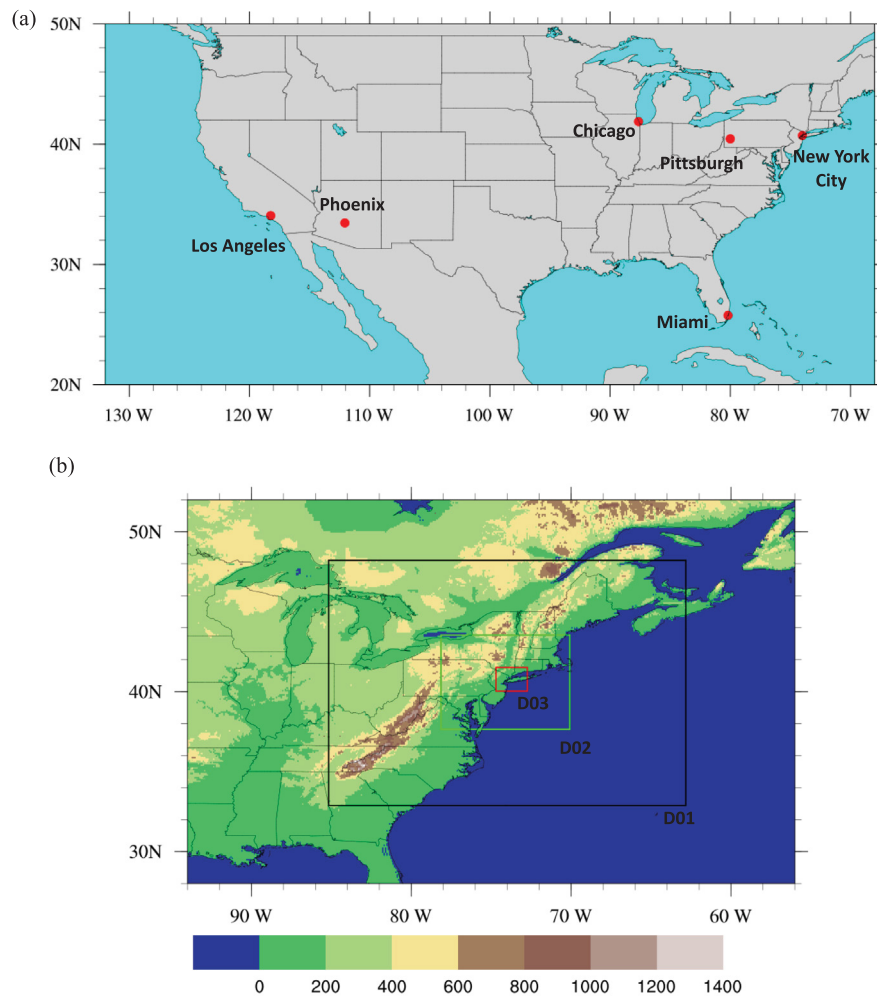 (a)
50N
40N
30N
20N
Chicago
Pittsburgh
New York
City
Phoenix
Los Angeles
Miami
130 W 120 W 110 W 100 W 90 W 80 W 70 W
(b)
50N
40N
30N
D03
D02
D01
90 W 80 W 70 W 60 W
0 200 400 600 800 1000 1200 1400